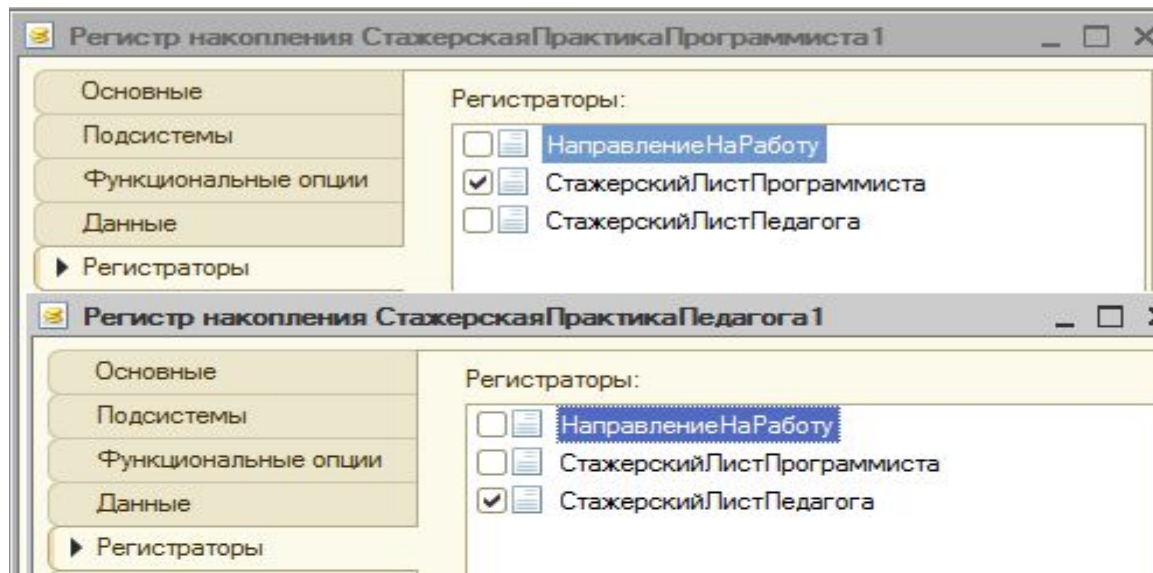 Регистр накопления СтажерскаяПрактикаПрограммиста1
Основные
Подсистемы
Функциональные опции
Данные
Регистраторы
Регистраторы:
НаправлениеНаРаботу
СтажерскийЛистПрограммиста
СтажерскийЛистПедагога
Регистр накопления СтажерскаяПрактикаПедагога1
Основные
Подсистемы
Функциональные опции
Данные
Регистраторы
Регистраторы:
НаправлениеНаРаботу
СтажерскийЛистПрограммиста
СтажерскийЛистПедагога